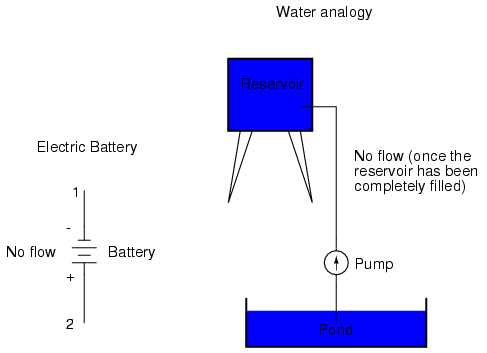 Water analogy
Reservoir
Electric Battery
No flow (once the
reservoir has been
completely filled)
1
-
No flow
Battery
+
Pump
2
Pond